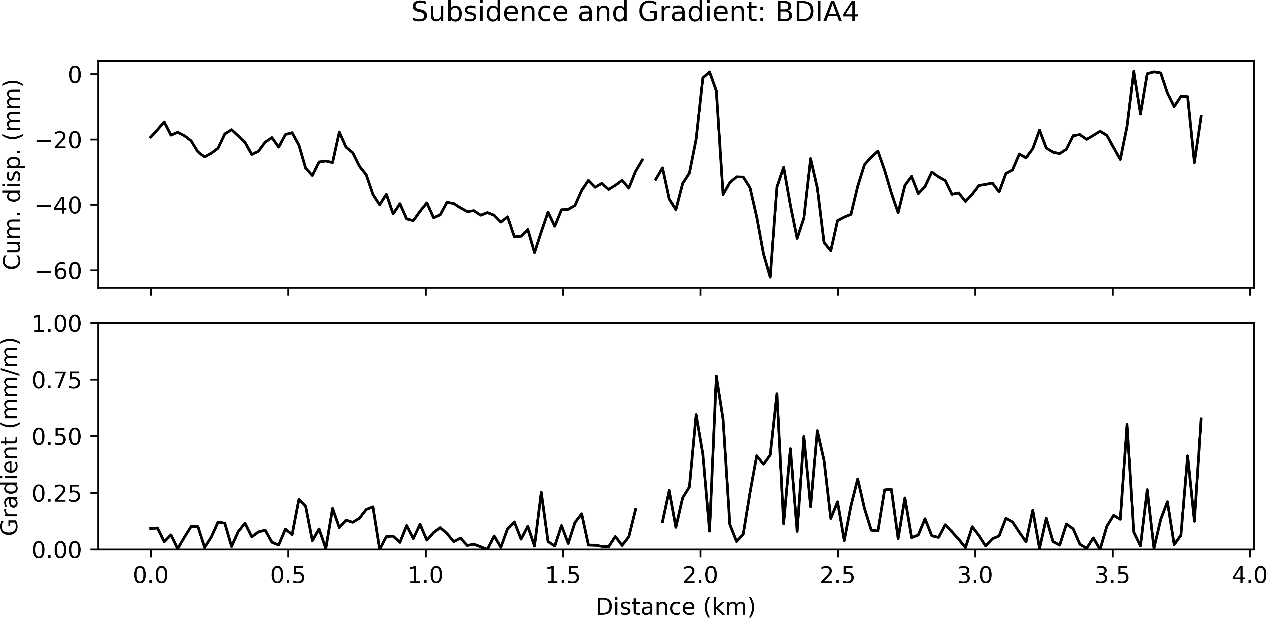 Subsidence and Gradient: BDIA4
Cum. disp. (mm)
0
−20
−40
−60
Gradient (mm/m)
1.00
0.75
0.50
0.25
0.00
0.0 0.5 1.0 1.5 2.0 2.5 3.0 3.5 4.0
Distance (km)